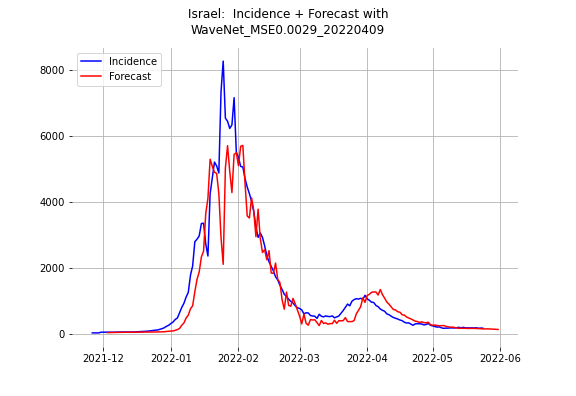 Israel:  Incidence + Forecast with
WaveNet_MSE0.0029_20220409
Incidence
Forecast
8000
6000
4000
2000
0
2021-12 2022-01 2022-02 2022-03 2022-04 2022-05 2022-06